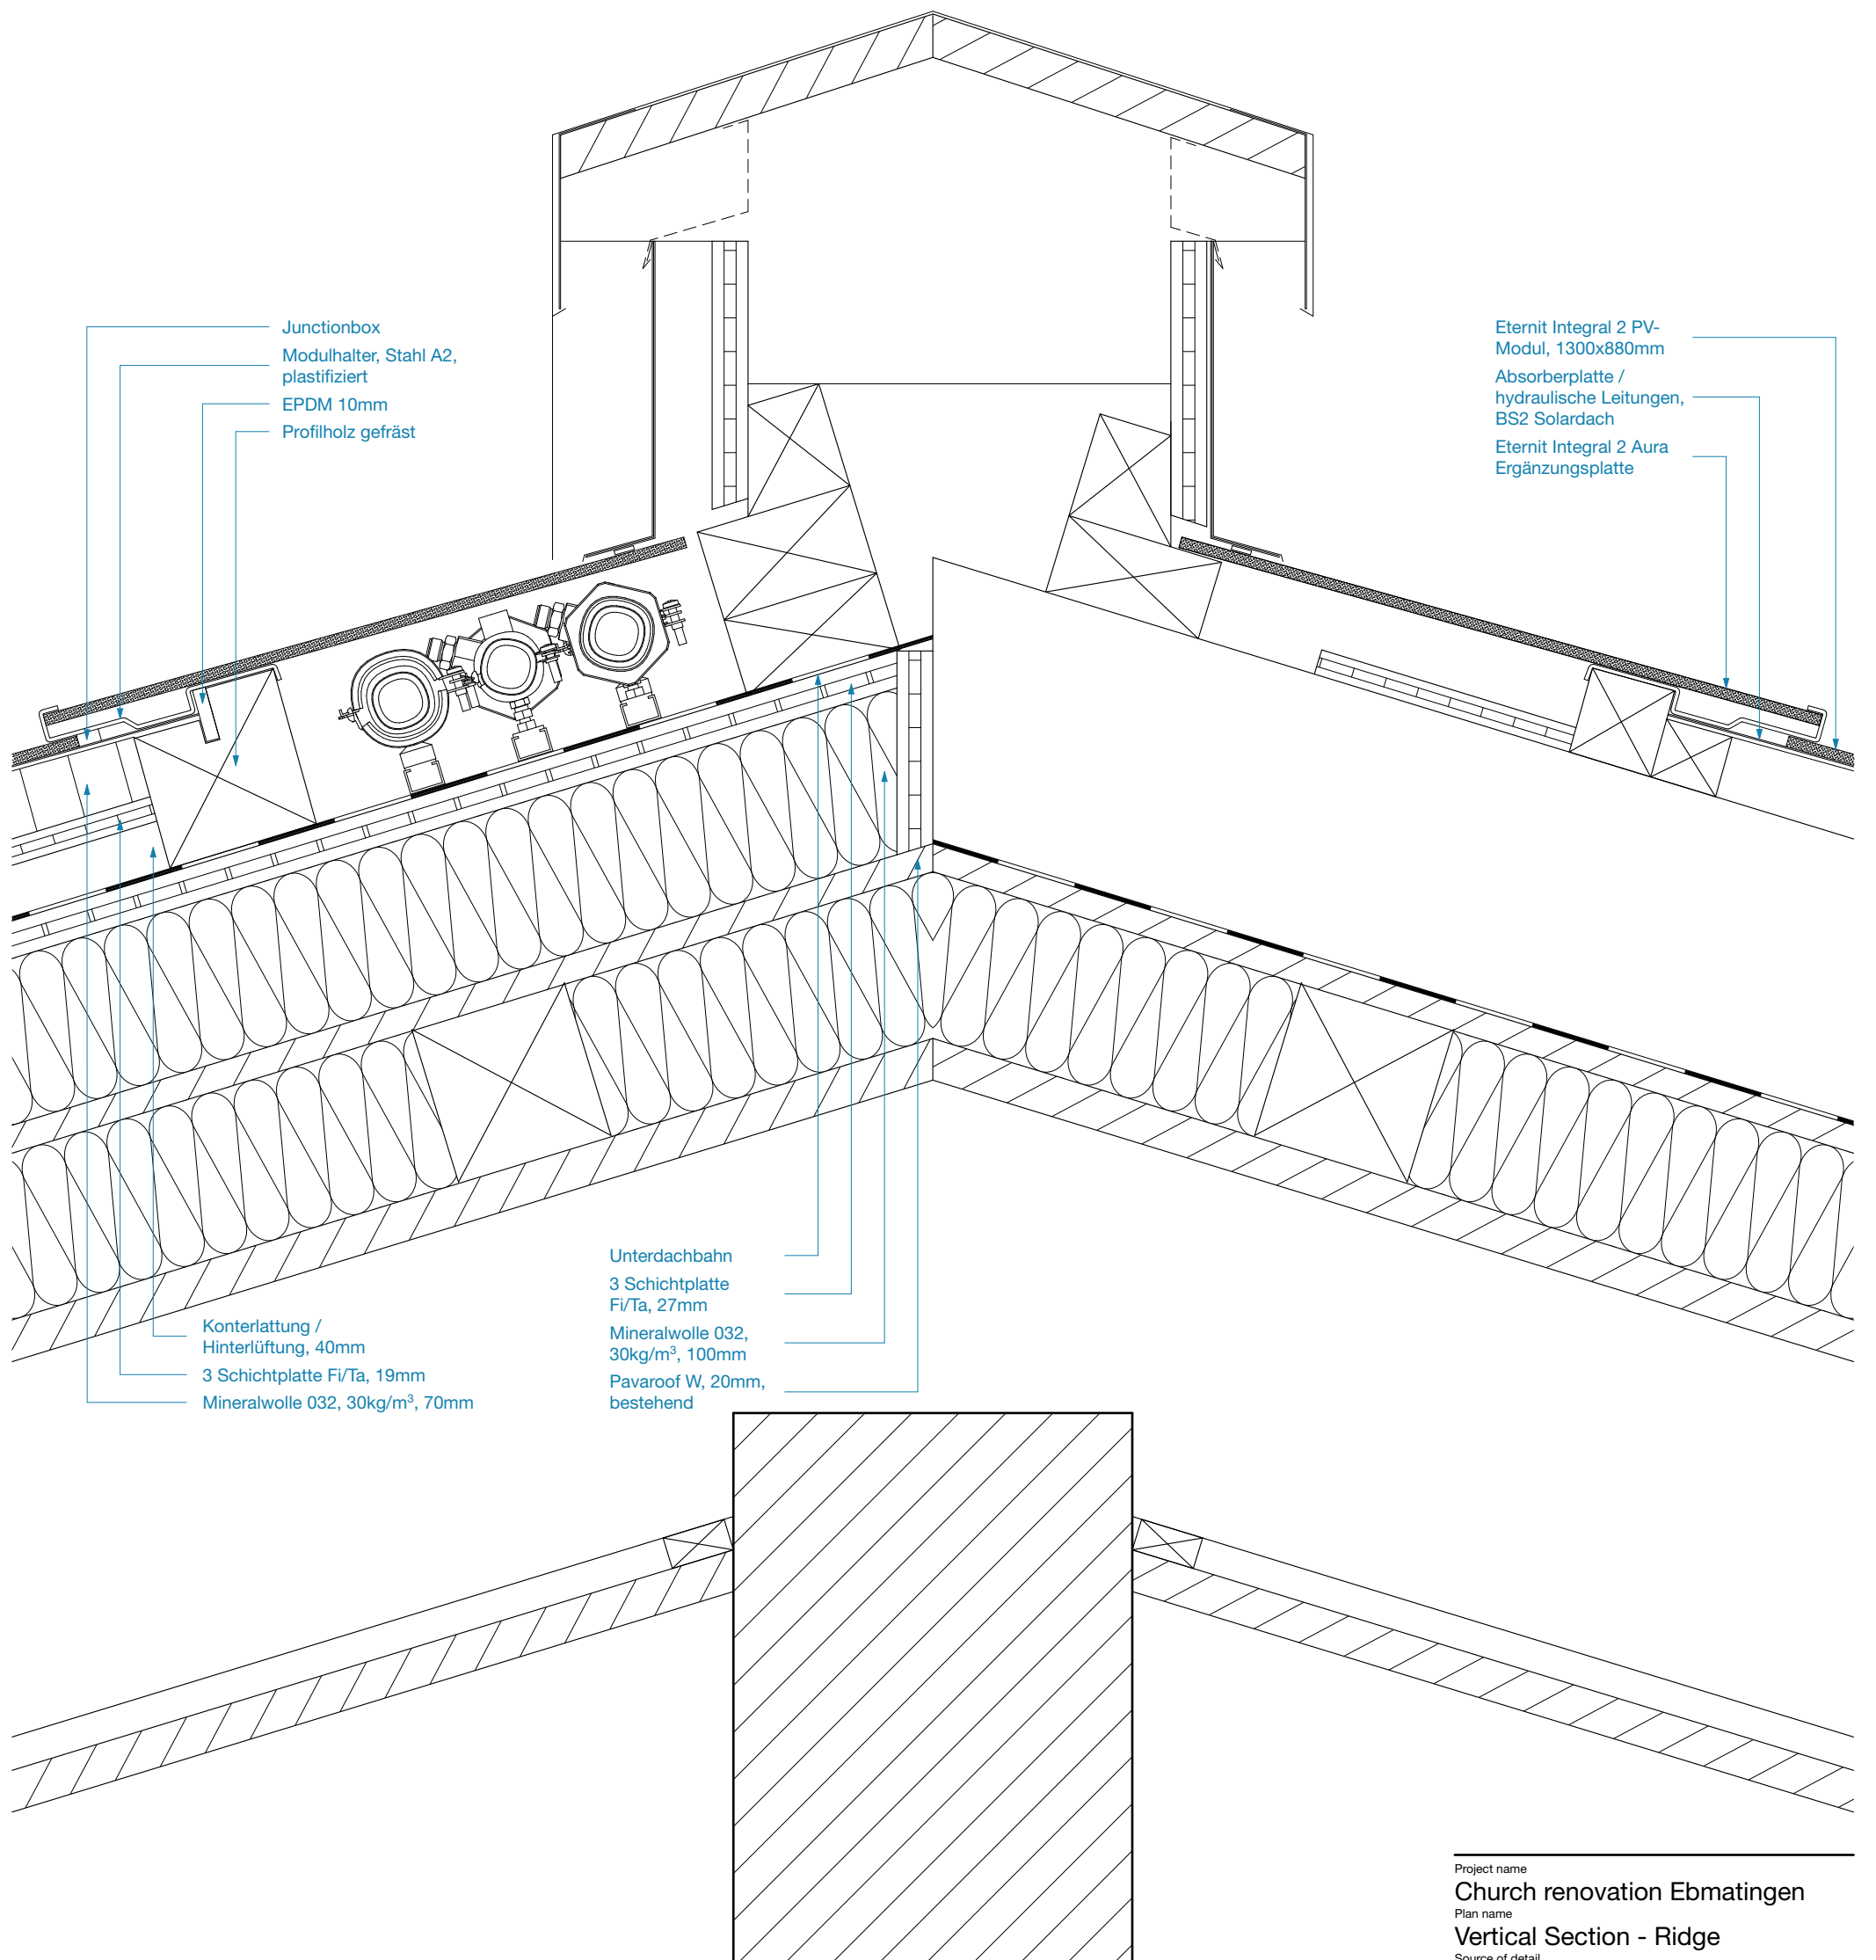 Junctionbox
Modulhalter, Stahl A2,
plastifiziert
EPDM 10mm
Profilholz gefräst
Eternit Integral 2 PV-
Modul, 1300x880mm
Absorberplatte /
hydraulische Leitungen,
BS2 Solardach
Eternit Integral 2 Aura
Ergänzungsplatte
Unterdachbahn
3 Schichtplatte
Fi/Ta, 27mm
Mineralwolle 032,
30kg/m³, 100mm
Pavaroof W, 20mm,
bestehend
Konterlattung /
Hinterlüftung, 40mm
3 Schichtplatte Fi/Ta, 19mm
Mineralwolle 032, 30kg/m³, 70mm
Project name
Church renovation Ebmatingen
Plan name
Vertical Section - Ridge
Source of detail